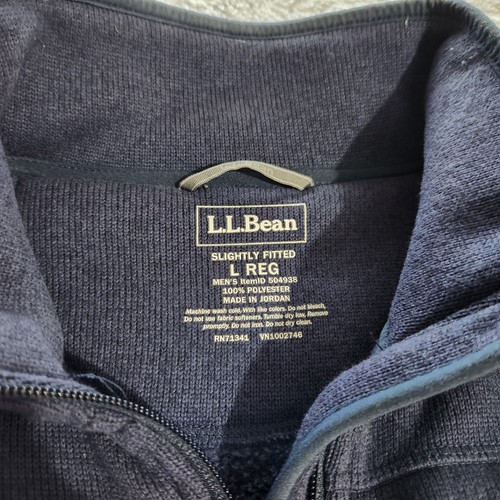 L.L.Bean
SLIGHTLY FITTED
L REG
MEN'S ItemID 504938
100% POLYESTER
MADE IN JORDAN
Machine wash cold, With like colors. Do not bleach,
Do not use fabric softeners. Tumble dry low, Remove
promptly. Do not iron. Do not dry clean.
RN71341 VN1002746